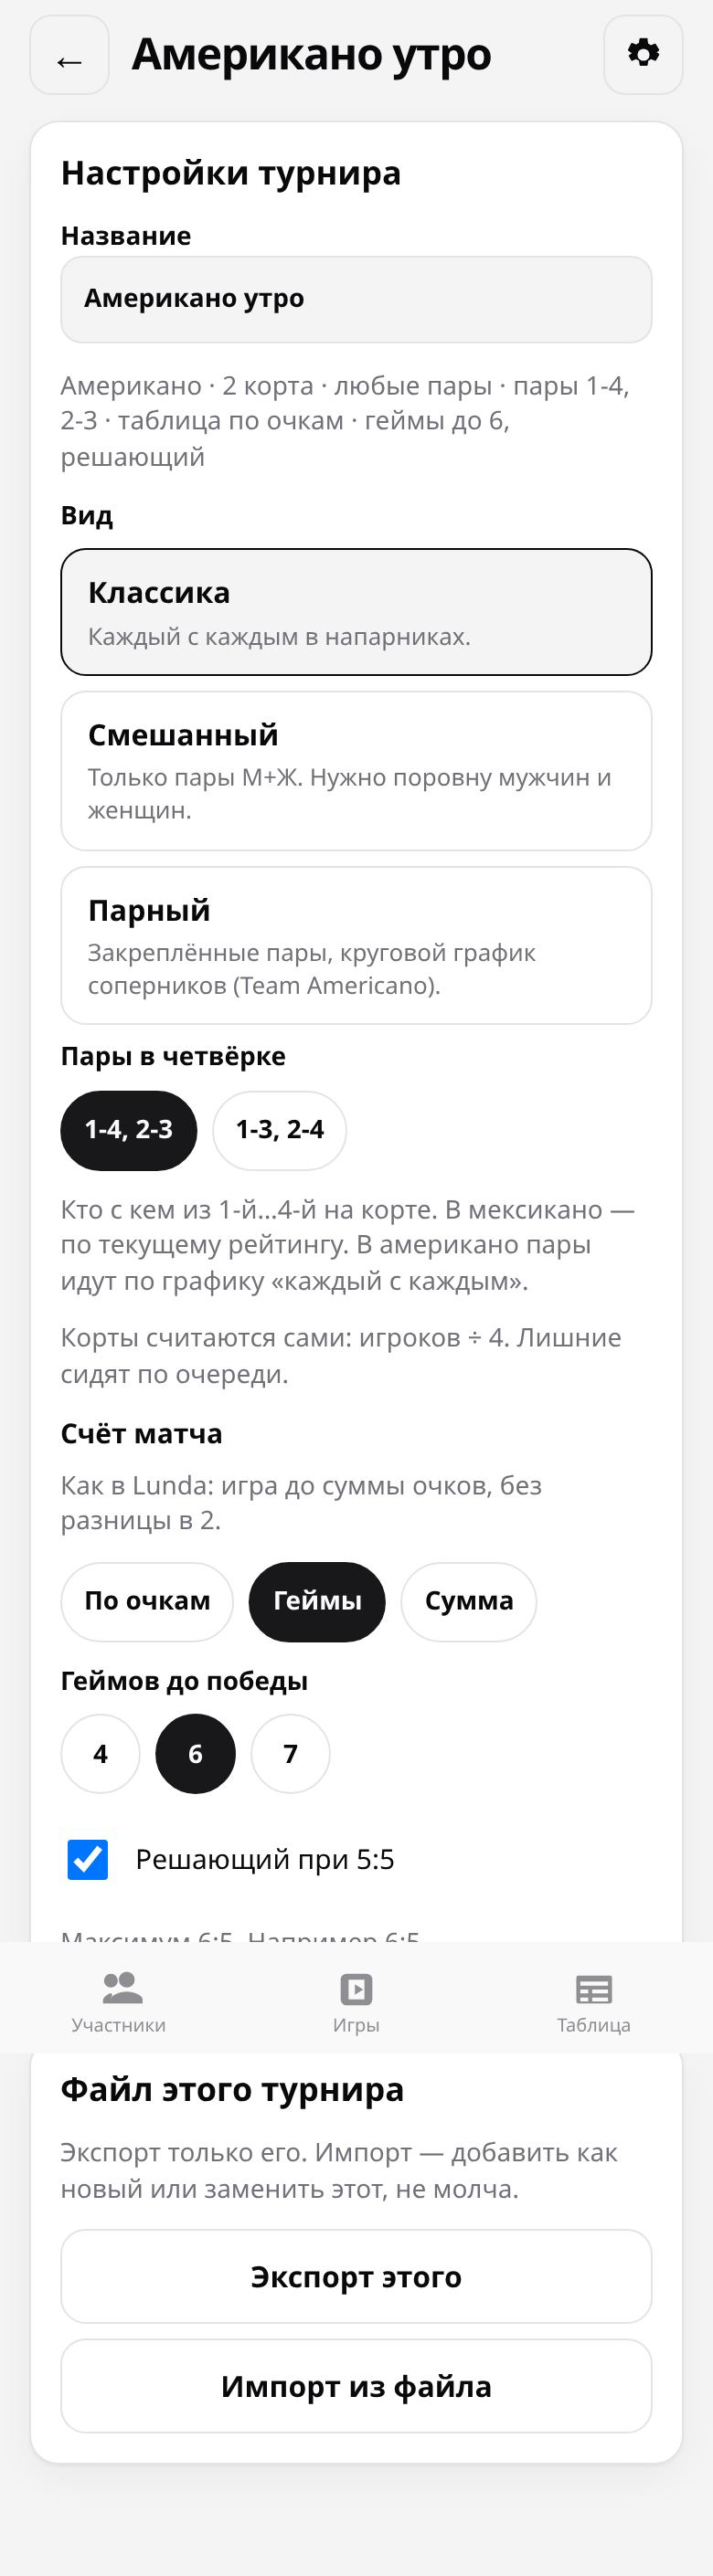 ← Американо утро
Настройки турнира
Название
Американо утро
Американо · 2 корта · любые пары · пары 1-4,
2-3 · таблица по очкам · геймы до 6,
решающий
Вид
Классика
Каждый с каждым в напарниках.
Смешанный
Только пары М+Ж. Нужно поровну мужчин и
женщин.
Парный
Закреплённые пары, круговой график
соперников (Team Americano).
Пары в четвёрке
1-4, 2-3 1-3, 2-4
Кто с кем из 1-й…4-й на корте. В мексикано —
по текущему рейтингу. В американо пары
идут по графику «каждый с каждым».
Корты считаются сами: игроков ÷ 4. Лишние
сидят по очереди.
Счёт матча
Как в Lunda: игра до суммы очков, без
разницы в 2.
По очкам Геймы Сумма
Геймов до победы
4 6 7
Решающий при 5:5
Максимум 6:5. Например 6:5
Участники Игры Таблица
Файл этого турнира
Экспорт только его. Импорт — добавить как
новый или заменить этот, не молча.
Экспорт этого
Импорт из файла